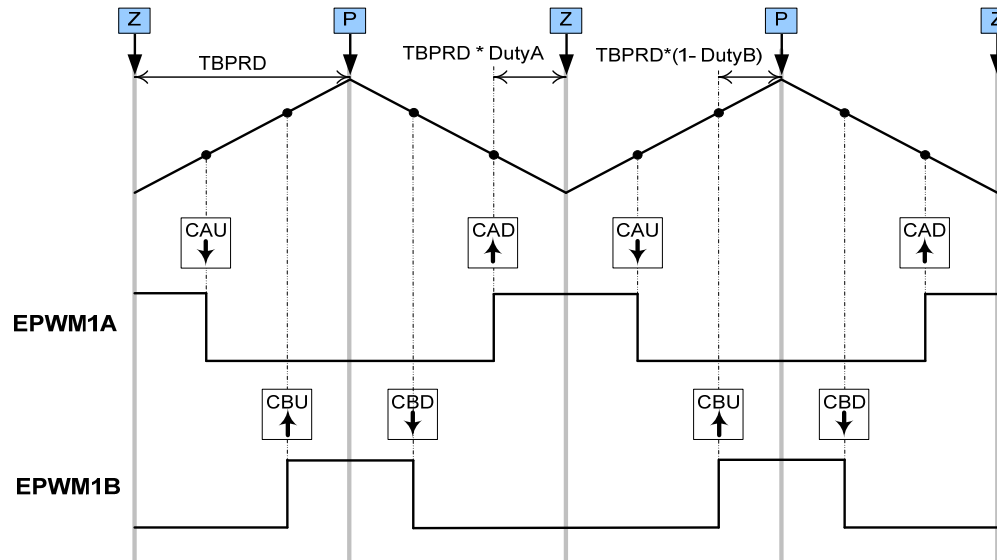 Z P Z P Z
TBPRD TBPRD * DutyA TBPRD*(1- DutyB)
CAU CAD CAU CAD
EPWM1A
CBU CBD CBU CBD
EPWM1B